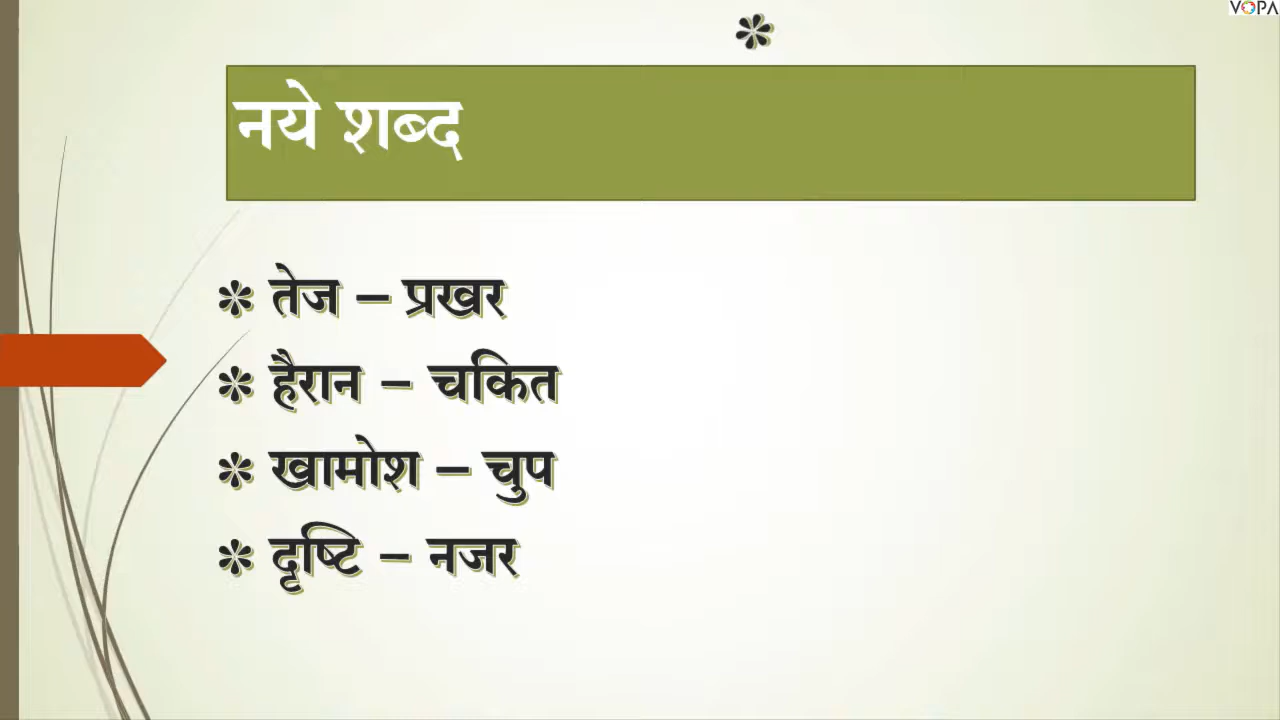 VOPA
*
नये शब्द
* तेज – प्रखर
* हैरान – चकित
* खामोश – चुप
* दृष्टि – नजर